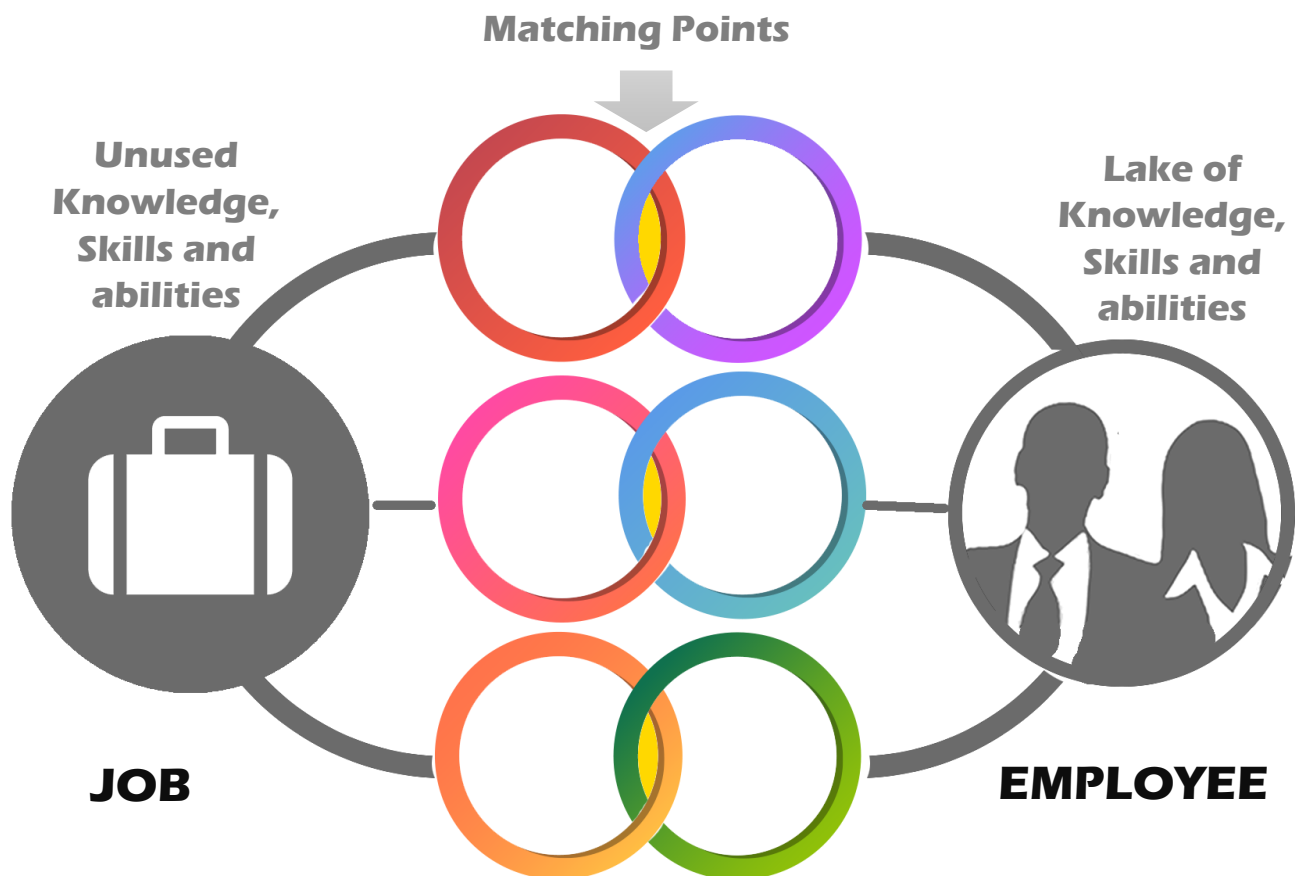 Matching Points
Unused
Knowledge,
Skills and
abilities
Lake of
Knowledge,
Skills and
abilities
JOB
EMPLOYEE